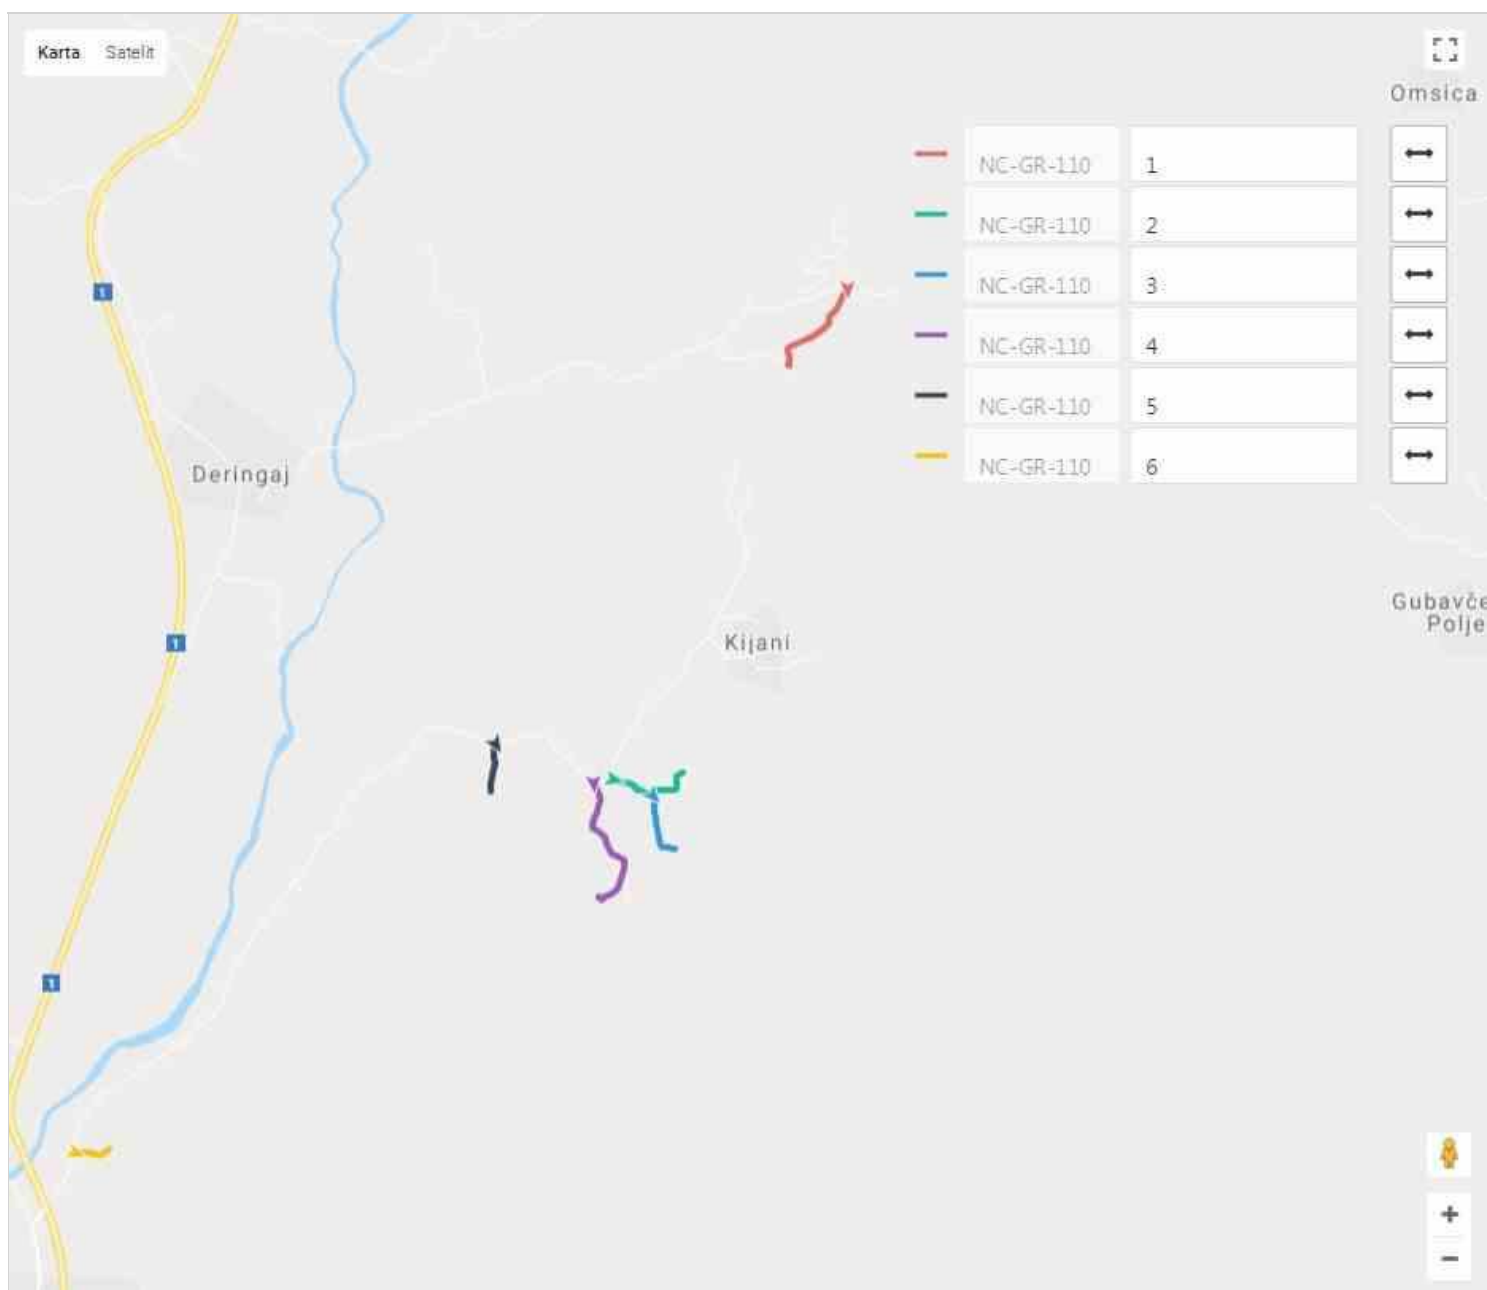 Karta Satelit
Omsica
NC-GR-110 1
NC-GR-110 2
1
NC-GR-110 3
NC-GR-110 4
NC-GR-110 5
Deringaj
NC-GR-110 6
Gubavče
Polje
Kijani
1
1